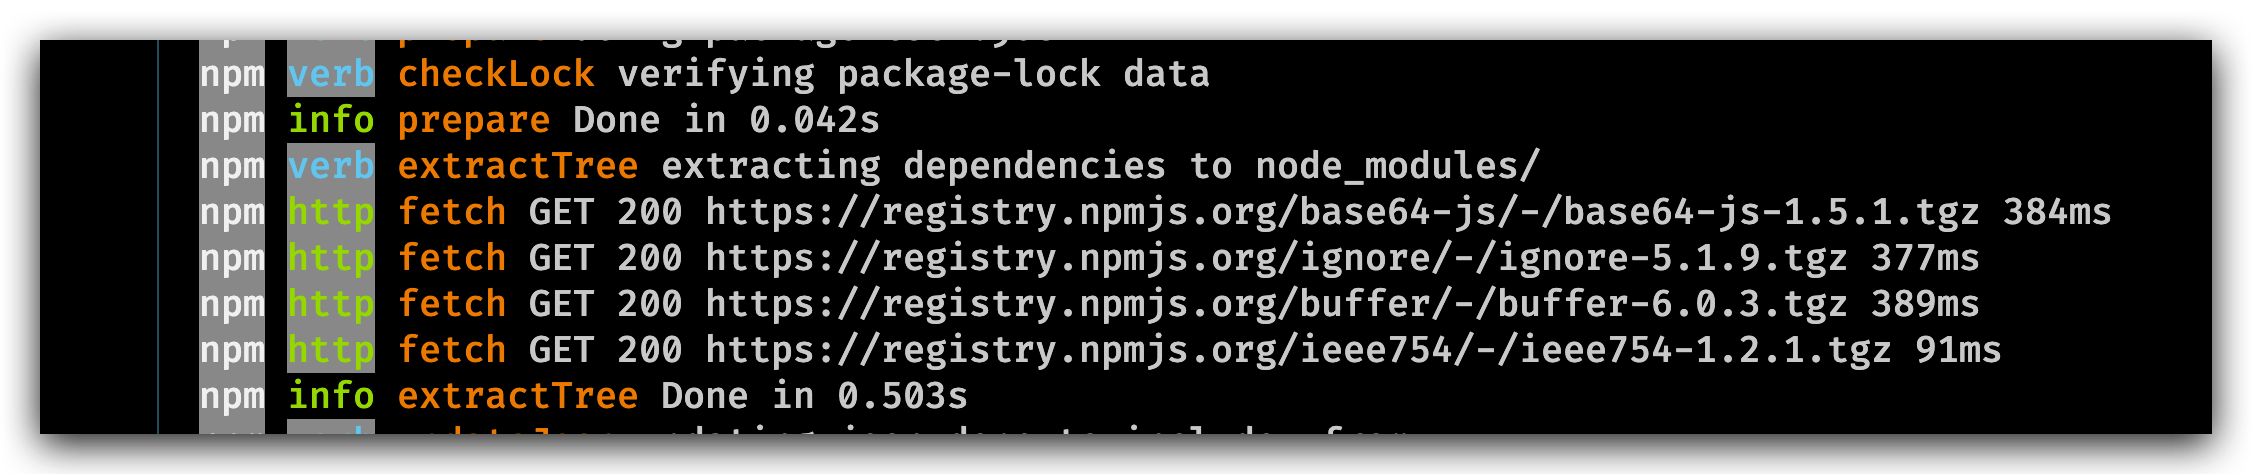 npm verb checkLock verifying package-lock data
npm info prepare Done in 0.042s
npm verb extractTree extracting dependencies to node_modules/
npm http fetch GET 200 https://registry.npmjs.org/base64-js/-/base64-js-1.5.1.tgz 384ms
npm http fetch GET 200 https://registry.npmjs.org/ignore/-/ignore-5.1.9.tgz 377ms
npm http fetch GET 200 https://registry.npmjs.org/buffer/-/buffer-6.0.3.tgz 389ms
npm http fetch GET 200 https://registry.npmjs.org/ieee754/-/ieee754-1.2.1.tgz 91ms
npm info extractTree Done in 0.503s